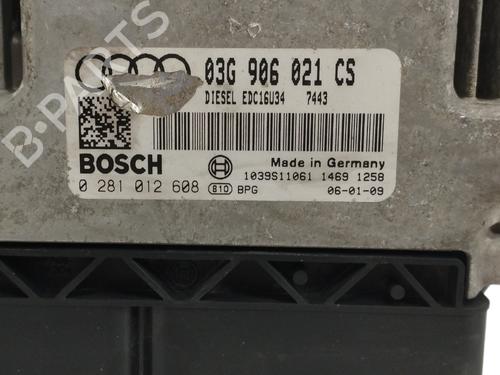 B-PARTS
03G 906 021 CS
DIESEL EDC16U34 7443
BOSCH
Made in Germany
1039S11061 1469 1258
0 281 012 608 810 BPG 06-01-09